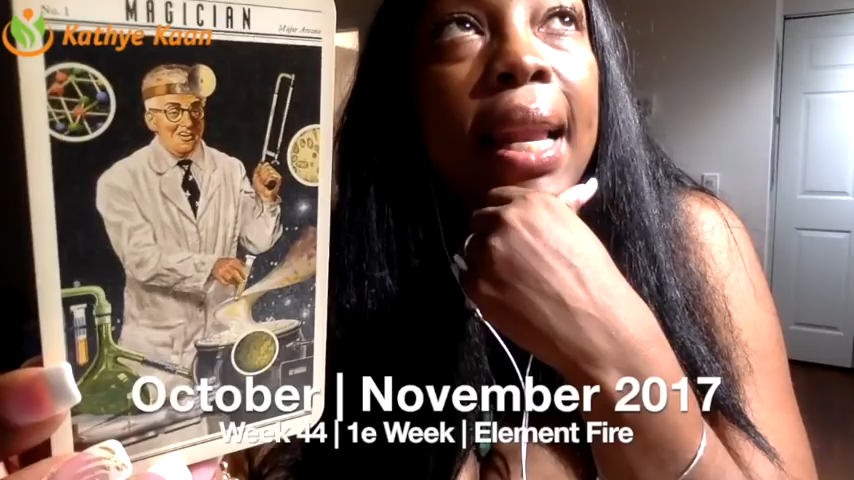 No. 1
MAGICIAN
Major Arcana
Kathye Kaan
October | November 2017
Week 44 | 1e Week | Element Fire